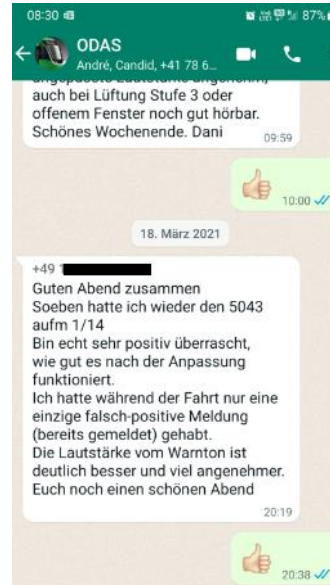 08:30
87%
ODAS
André, Candid, +41 78 6...
auch bei Lüftung Stufe 3 oder
offenem Fenster noch gut hörbar.
Schönes Wochenende. Dani
09:59
10:00
18. März 2021
+49 1
Guten Abend zusammen
Soeben hatte ich wieder den 5043
aufm 1/14
Bin echt sehr positiv überrascht,
wie gut es nach der Anpassung
funktioniert.
Ich hatte während der Fahrt nur eine
einzige falsch-positive Meldung
(bereits gemeldet) gehabt.
Die Lautstärke vom Warnton ist
deutlich besser und viel angenehmer.
Euch noch einen schönen Abend
20:19
20:38